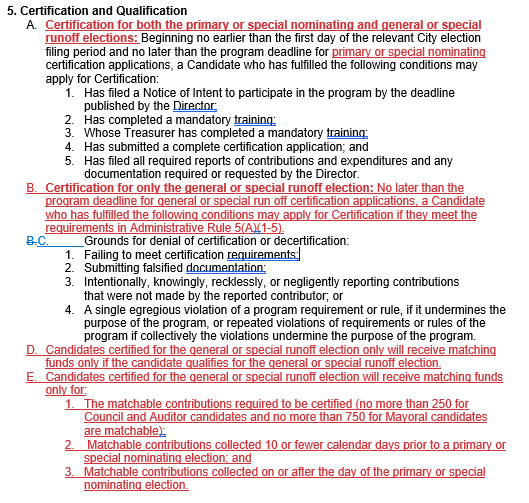 5. Certification and Qualification
A. Certification for both the primary or special nominating and general or special
runoff elections: Beginning no earlier than the first day of the relevant City election
filing period and no later than the program deadline for primary or special nominating
certification applications, a Candidate who has fulfilled the following conditions may
apply for Certification:
1. Has filed a Notice of Intent to participate in the program by the deadline
published by the Director;
2. Has completed a mandatory training;
3. Whose Treasurer has completed a mandatory training;
4. Has submitted a complete certification application; and
5. Has filed all required reports of contributions and expenditures and any
documentation required or requested by the Director.
B. Certification for only the general or special runoff election: No later than the
program deadline for general or special run off certification applications, a Candidate
who has fulfilled the following conditions may apply for Certification if they meet the
requirements in Administrative Rule 5(A)(1-5).
B.C. Grounds for denial of certification or decertification:
1. Failing to meet certification requirements;
2. Submitting falsified documentation;
3. Intentionally, knowingly, recklessly, or negligently reporting contributions
that were not made by the reported contributor; or
4. A single egregious violation of a program requirement or rule, if it undermines the
purpose of the program, or repeated violations of requirements or rules of the
program if collectively the violations undermine the purpose of the program.
D. Candidates certified for the general or special runoff election only will receive matching
funds only if the candidate qualifies for the general or special runoff election.
E. Candidates certified for the general or special runoff election will receive matching funds
only for:
1. The matchable contributions required to be certified (no more than 250 for
Council and Auditor candidates and no more than 750 for Mayoral candidates
are matchable);
2. Matchable contributions collected 10 or fewer calendar days prior to a primary or
special nominating election; and
3. Matchable contributions collected on or after the day of the primary or special
nominating election.